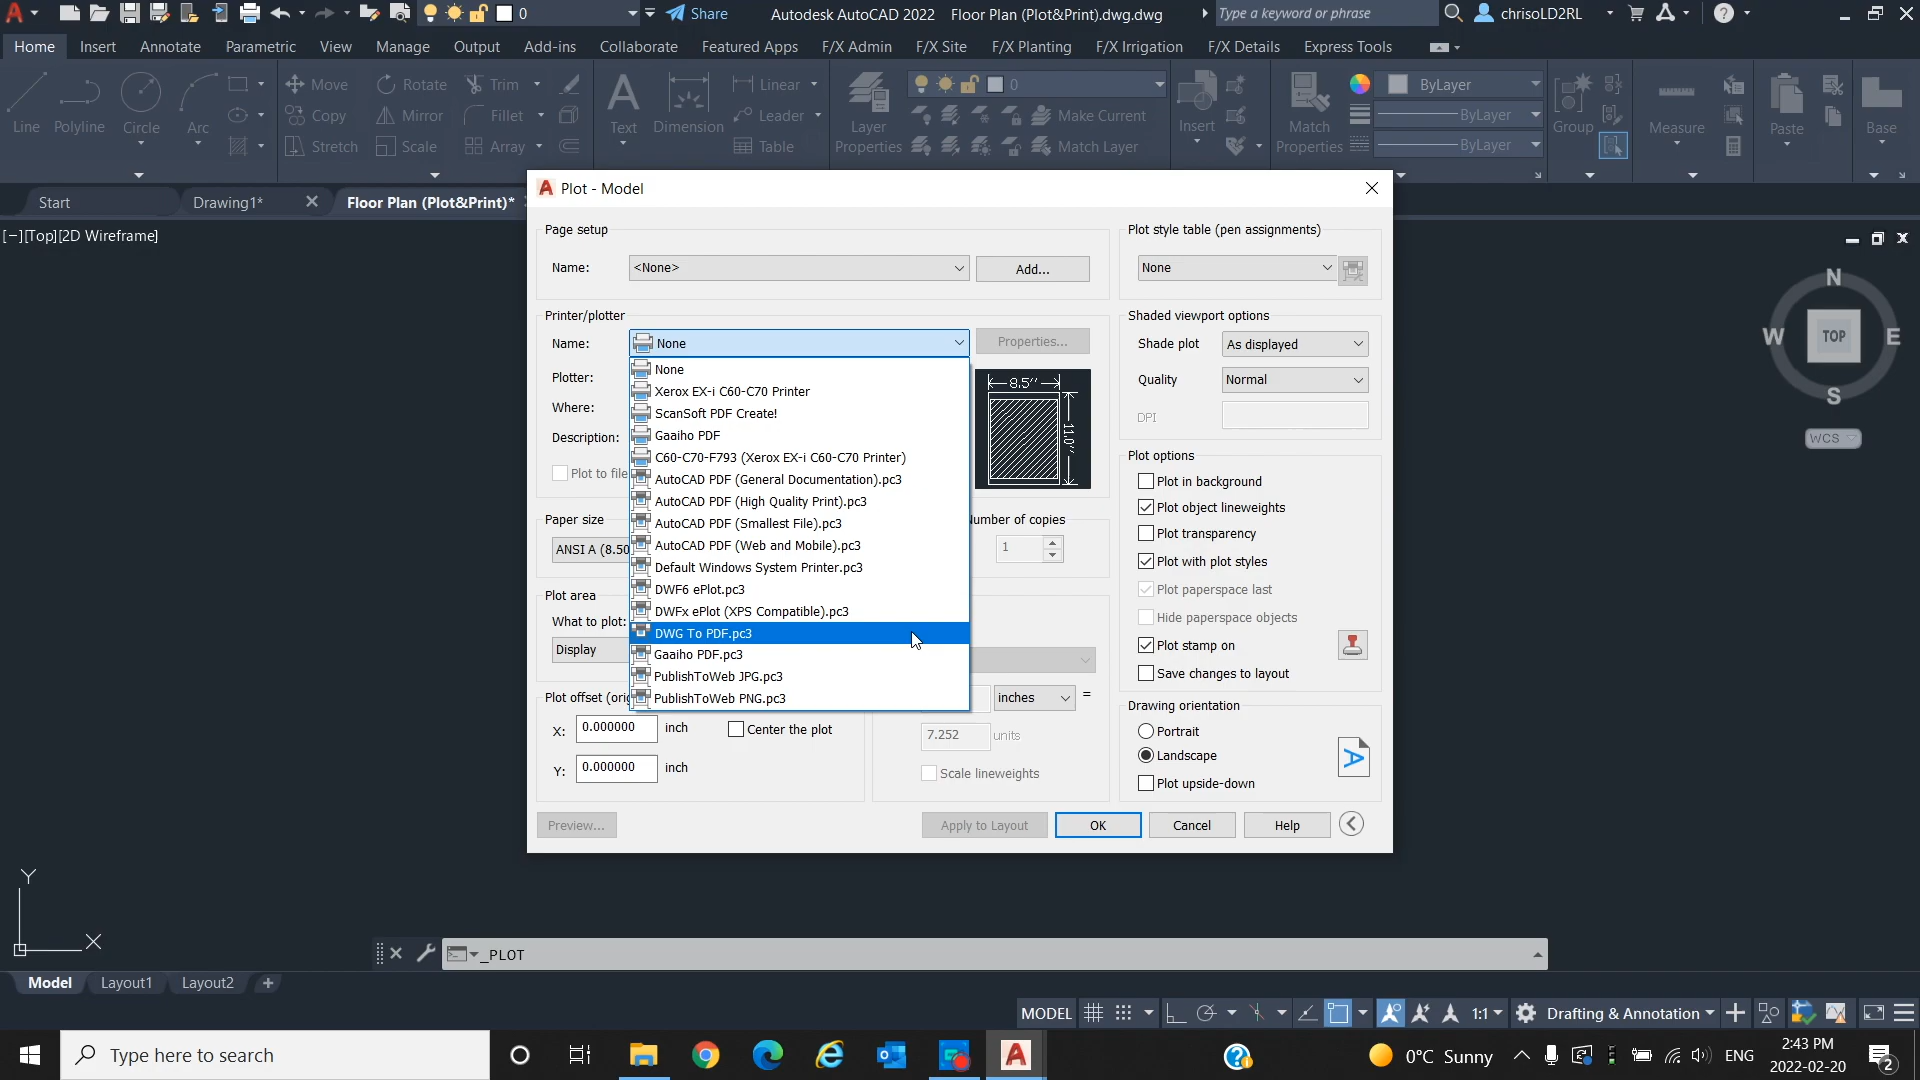 0
Share
Autodesk AutoCAD 2022 Floor Plan (Plot&Print).dwg.dwg
Type a keyword or phrase
chrisoLD2RL
Home Insert Annotate Parametric View Manage Output Add-ins Collaborate Featured Apps F/X Admin F/X Site F/X Planting F/X Irrigation F/X Details Express Tools
Line
Polyline
Circle
Arc
Move
Rotate
Trim
Copy
Mirror
Fillet
Stretch
Scale
Array
Text
Dimension
Linear
Leader
Table
Layer
Properties
0
Make Current
Match Layer
Insert
Match
Properties
ByLayer
ByLayer
ByLayer
Group
Measure
Paste
Base
Start
Drawing1*
Floor Plan (Plot&Print)*
[−][Top][2D Wireframe]
N
W
TOP
E
S
WCS
Plot - Model
Page setup
Name:
<None>
Add...
Printer/plotter
Name:
None
Properties...
Plotter:
Where:
Description:
Plot to file
None
Xerox EX-i C60-C70 Printer
ScanSoft PDF Create!
Gaaiho PDF
C60-C70-F793 (Xerox EX-i C60-C70 Printer)
AutoCAD PDF (General Documentation).pc3
AutoCAD PDF (High Quality Print).pc3
AutoCAD PDF (Smallest File).pc3
AutoCAD PDF (Web and Mobile).pc3
Default Windows System Printer.pc3
DWF6 ePlot.pc3
DWFx ePlot (XPS Compatible).pc3
DWG To PDF.pc3
Gaaiho PDF.pc3
PublishToWeb JPG.pc3
PublishToWeb PNG.pc3
8.5''
11.0''
Paper size
ANSI A (8.50
Number of copies
1
Plot area
What to plot:
Display
inches
=
7.252
units
Scale lineweights
Plot offset (orig
X:
0.000000
inch
Center the plot
Y:
0.000000
inch
Preview...
Apply to Layout
OK
Cancel
Help
Plot style table (pen assignments)
None
Shaded viewport options
Shade plot
As displayed
Quality
Normal
DPI
Plot options
Plot in background
Plot object lineweights
Plot transparency
Plot with plot styles
Plot paperspace last
Hide paperspace objects
Plot stamp on
Save changes to layout
Drawing orientation
Portrait
Landscape
Plot upside-down
A
Y
X
_PLOT
Model
Layout1
Layout2
MODEL
1:1
Drafting & Annotation
Type here to search
0°C Sunny
ENG
2:43 PM
2022-02-20
2